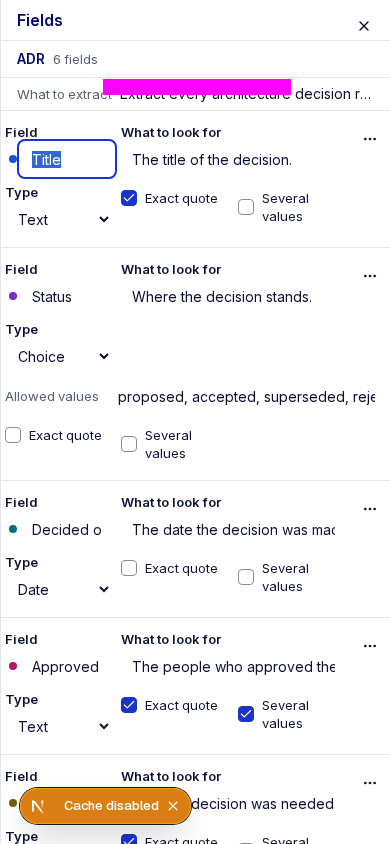 Fields
ADR 6 fields
What to extract Extract every architecture decision r...
Field What to look for
Title The title of the decision.
Type
Text Exact quote Several values
Field What to look for
Status Where the decision stands.
Type
Choice
Allowed values proposed, accepted, superseded, reje
Exact quote Several values
Field What to look for
Decided o The date the decision was mad
Type
Date Exact quote Several values
Field What to look for
Approved The people who approved the
Type
Text Exact quote Several values
Field What to look for
decision was needed
Cache disabled
Type
Exact quote Several